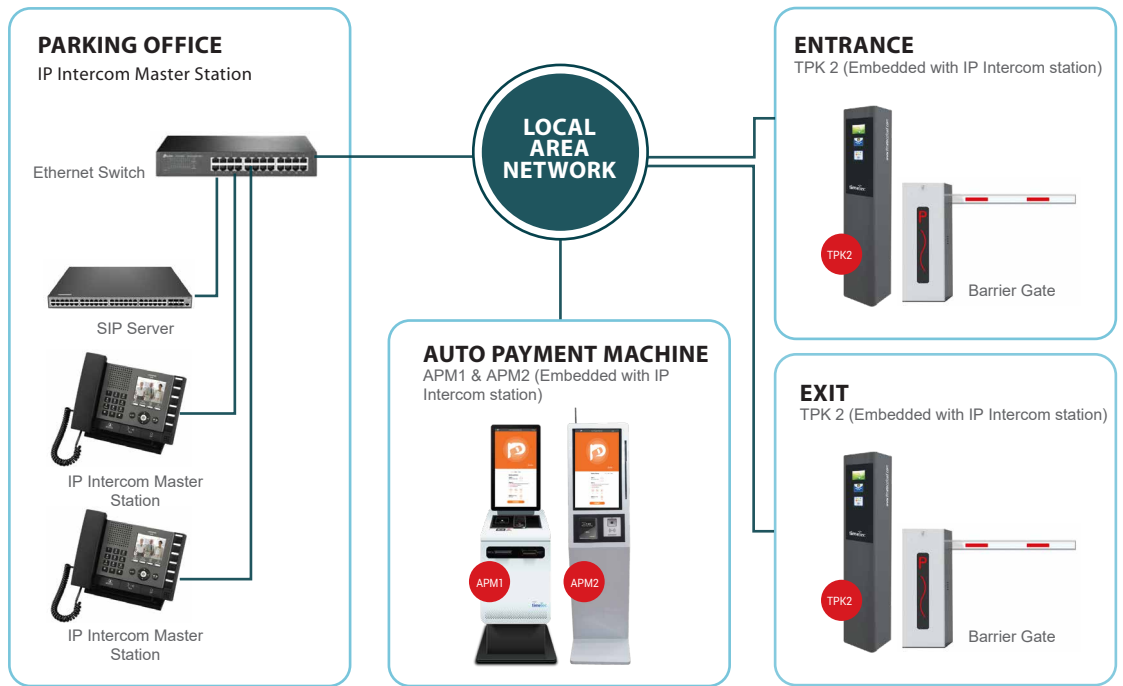 PARKING OFFICE
IP Intercom Master Station
Ethernet Switch
SIP Server
IP Intercom Master
Station
IP Intercom Master
Station
LOCAL
AREA
NETWORK
AUTO PAYMENT MACHINE
APM1 & APM2 (Embedded with IP
Intercom station)
APM1
APM2
ENTRANCE
TPK 2 (Embedded with IP Intercom station)
TPK2
P
Barrier Gate
EXIT
TPK 2 (Embedded with IP Intercom station)
TPK2
P
Barrier Gate